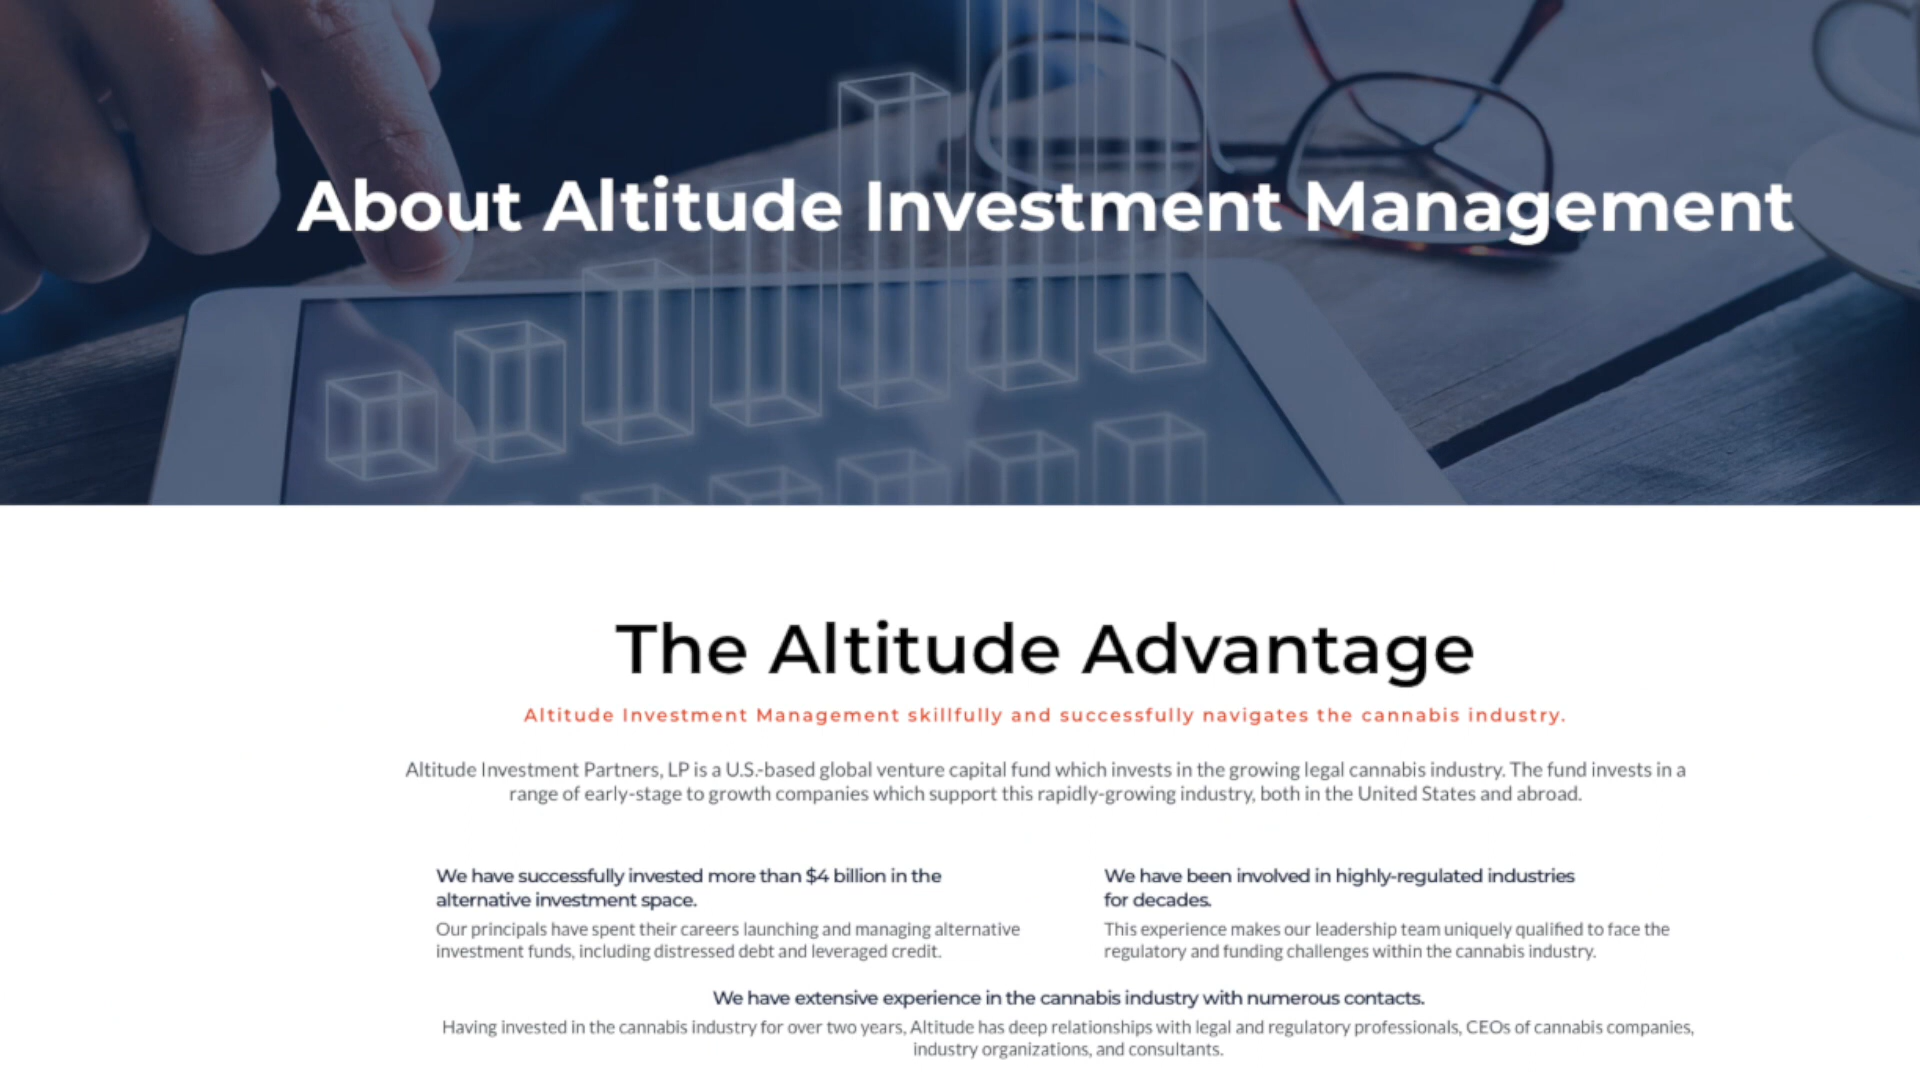 About Altitude Investment Management
The Altitude Advantage
Altitude Investment Management skillfully and successfully navigates the cannabis industry.
Altitude Investment Partners, LP is a U.S.-based global venture capital fund which invests in the growing legal cannabis industry. The fund invests in a
range of early-stage to growth companies which support this rapidly-growing industry, both in the United States and abroad.
We have successfully invested more than $4 billion in the
alternative investment space.
Our principals have spent their careers launching and managing alternative
investment funds, including distressed debt and leveraged credit.
We have been involved in highly-regulated industries
for decades.
This experience makes our leadership team uniquely qualified to face the
regulatory and funding challenges within the cannabis industry.
We have extensive experience in the cannabis industry with numerous contacts.
Having invested in the cannabis industry for over two years, Altitude has deep relationships with legal and regulatory professionals, CEOs of cannabis companies,
industry organizations, and consultants.